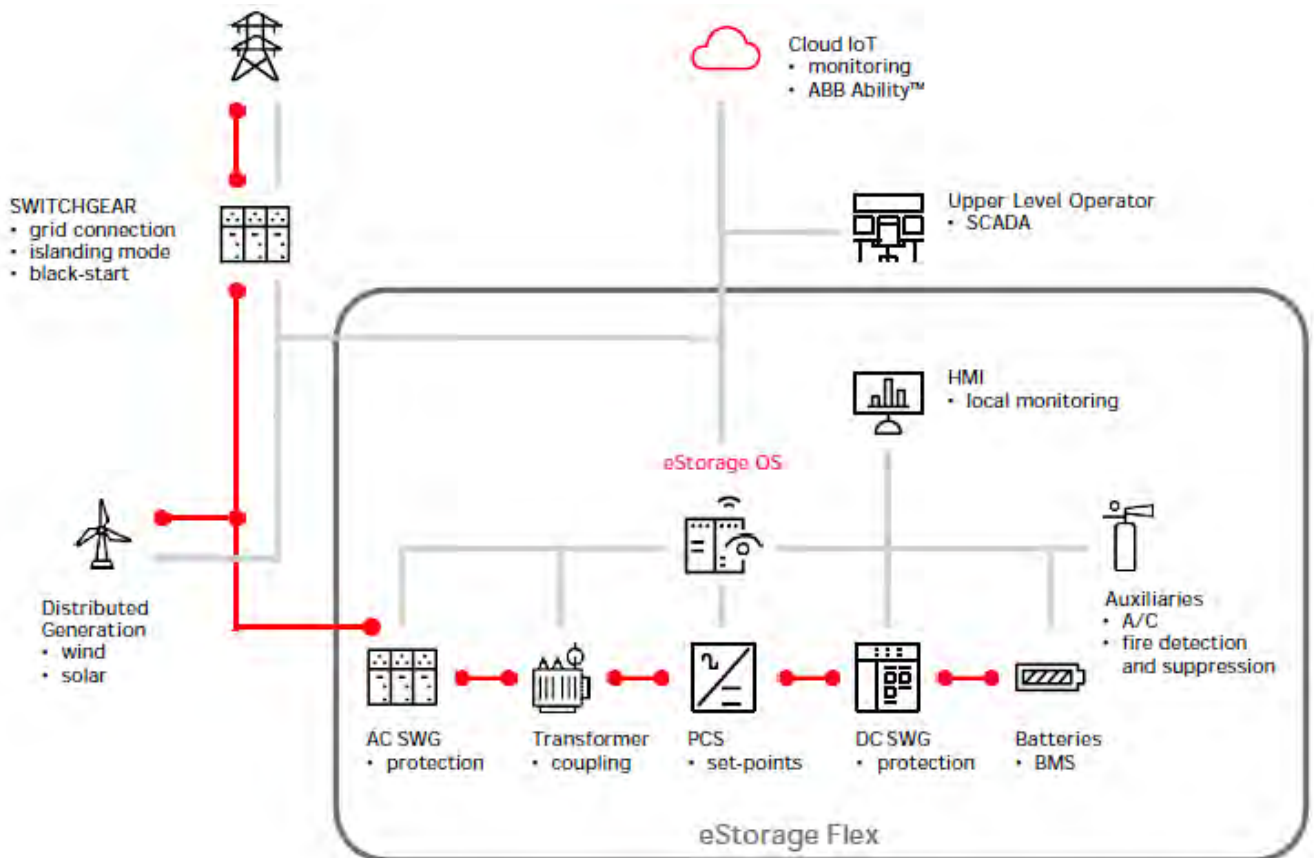 Cloud IoT
• monitoring
• ABB Ability™
SWITCHGEAR
• grid connection
• islanding mode
• black-start
Upper Level Operator
• SCADA
HMI
• local monitoring
eStorage OS
Distributed
Generation
• wind
• solar
Auxiliaries
• A/C
• fire detection
and suppression
AC SWG
• protection
Transformer
• coupling
PCS
• set-points
DC SWG
• protection
Batteries
• BMS
eStorage Flex